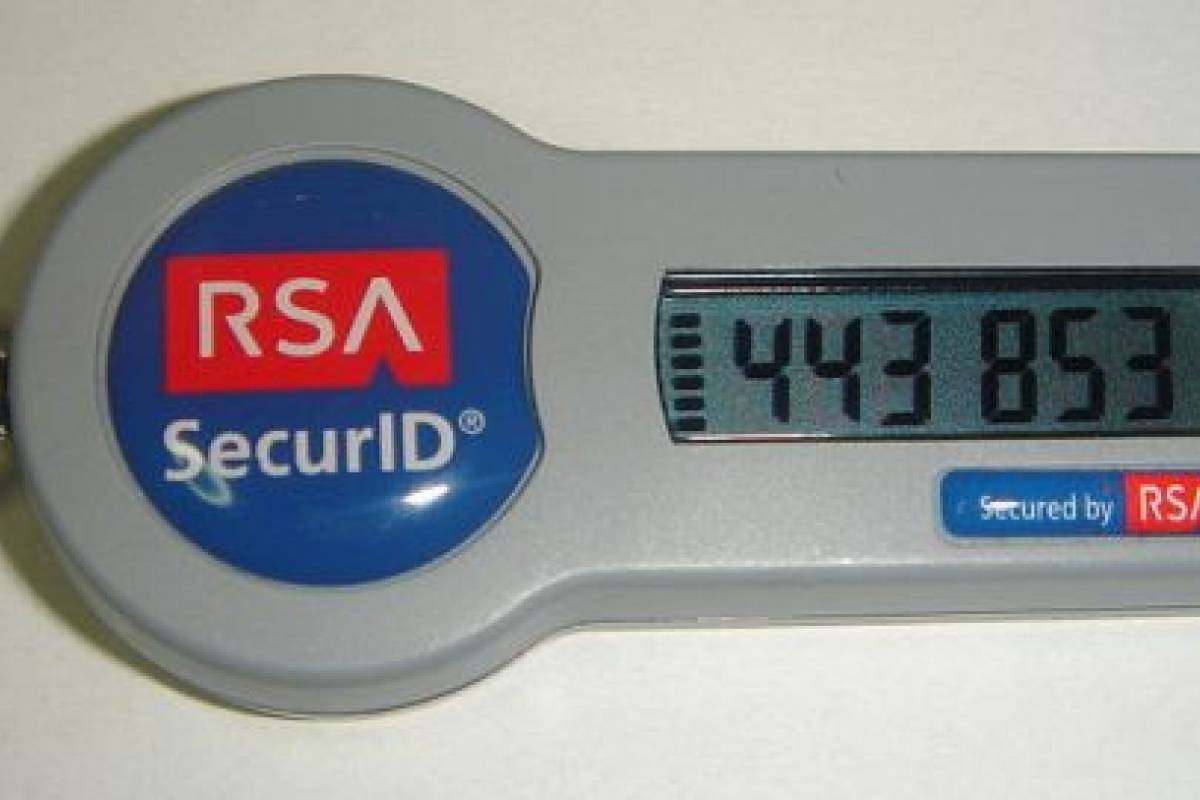 RSA
SecurID®
443 853
Secured by RSA